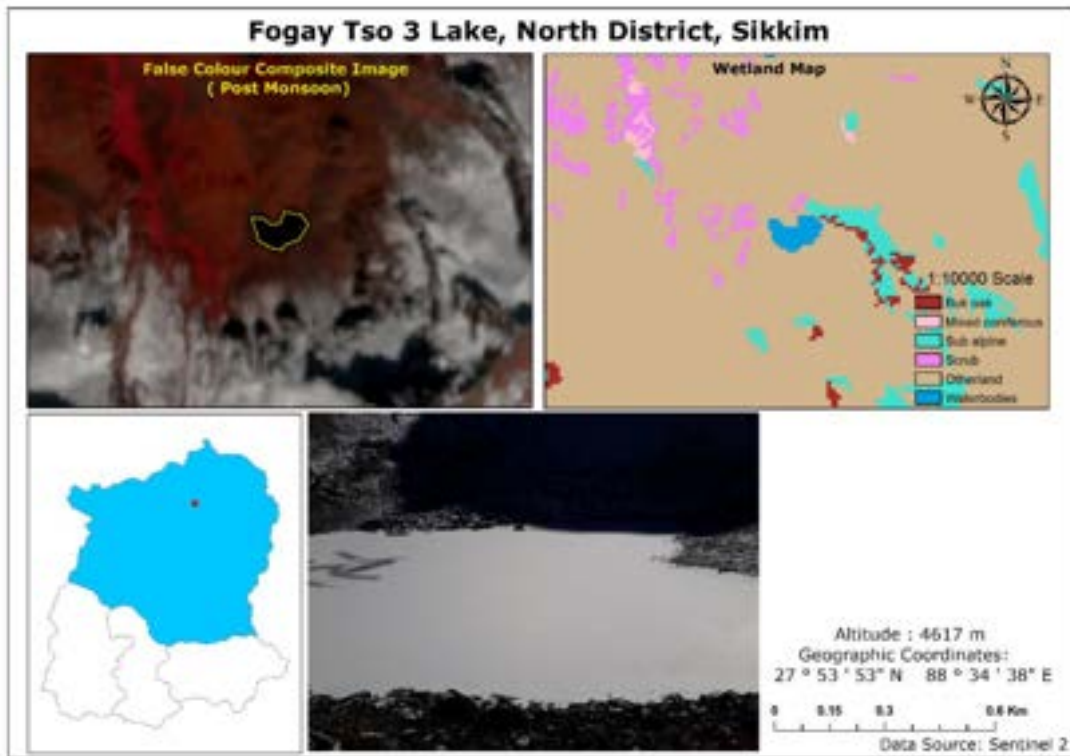 Fogay Tso 3 Lake, North District, Sikkim
False Colour Composite Image
( Post Monsoon)
Wetland Map
N
W E
S
1:10000 Scale
Mixed coniferous
Sub alpine
Scrub
Otherland
Waterbodies
Altitude : 4617 m
Geographic Coordinates:
27 ° 53 ' 53” N 88 ° 34 ' 38” E
0 0.15 0.3 0.6 Km
Data Source: Sentinel 2